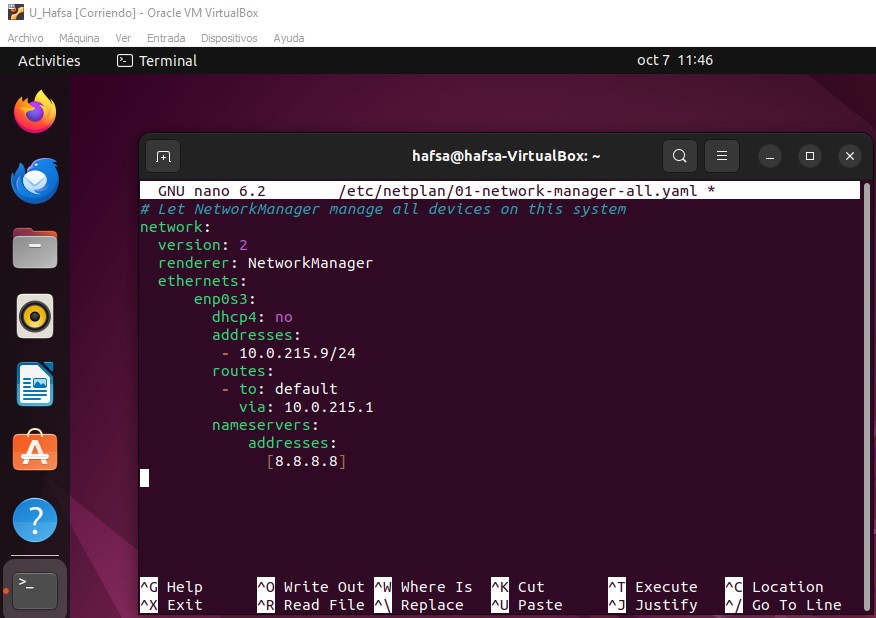 U_Hafsa [Corriendo] - Oracle VM VirtualBox
Archivo Máquina Ver Entrada Dispositivos Ayuda
Activities Terminal oct 7 11:46
hafsa@hafsa-VirtualBox: ~
GNU nano 6.2 /etc/netplan/01-network-manager-all.yaml *
# Let NetworkManager manage all devices on this system
network:
  version: 2
  renderer: NetworkManager
  ethernets:
      enp0s3:
        dhcp4: no
        addresses:
         - 10.0.215.9/24
        routes:
         - to: default
           via: 10.0.215.1
        nameservers:
            addresses:
              [8.8.8.8]
^G Help ^O Write Out ^W Where Is ^K Cut ^T Execute ^C Location
^X Exit ^R Read File ^\ Replace ^U Paste ^J Justify ^/ Go To Line